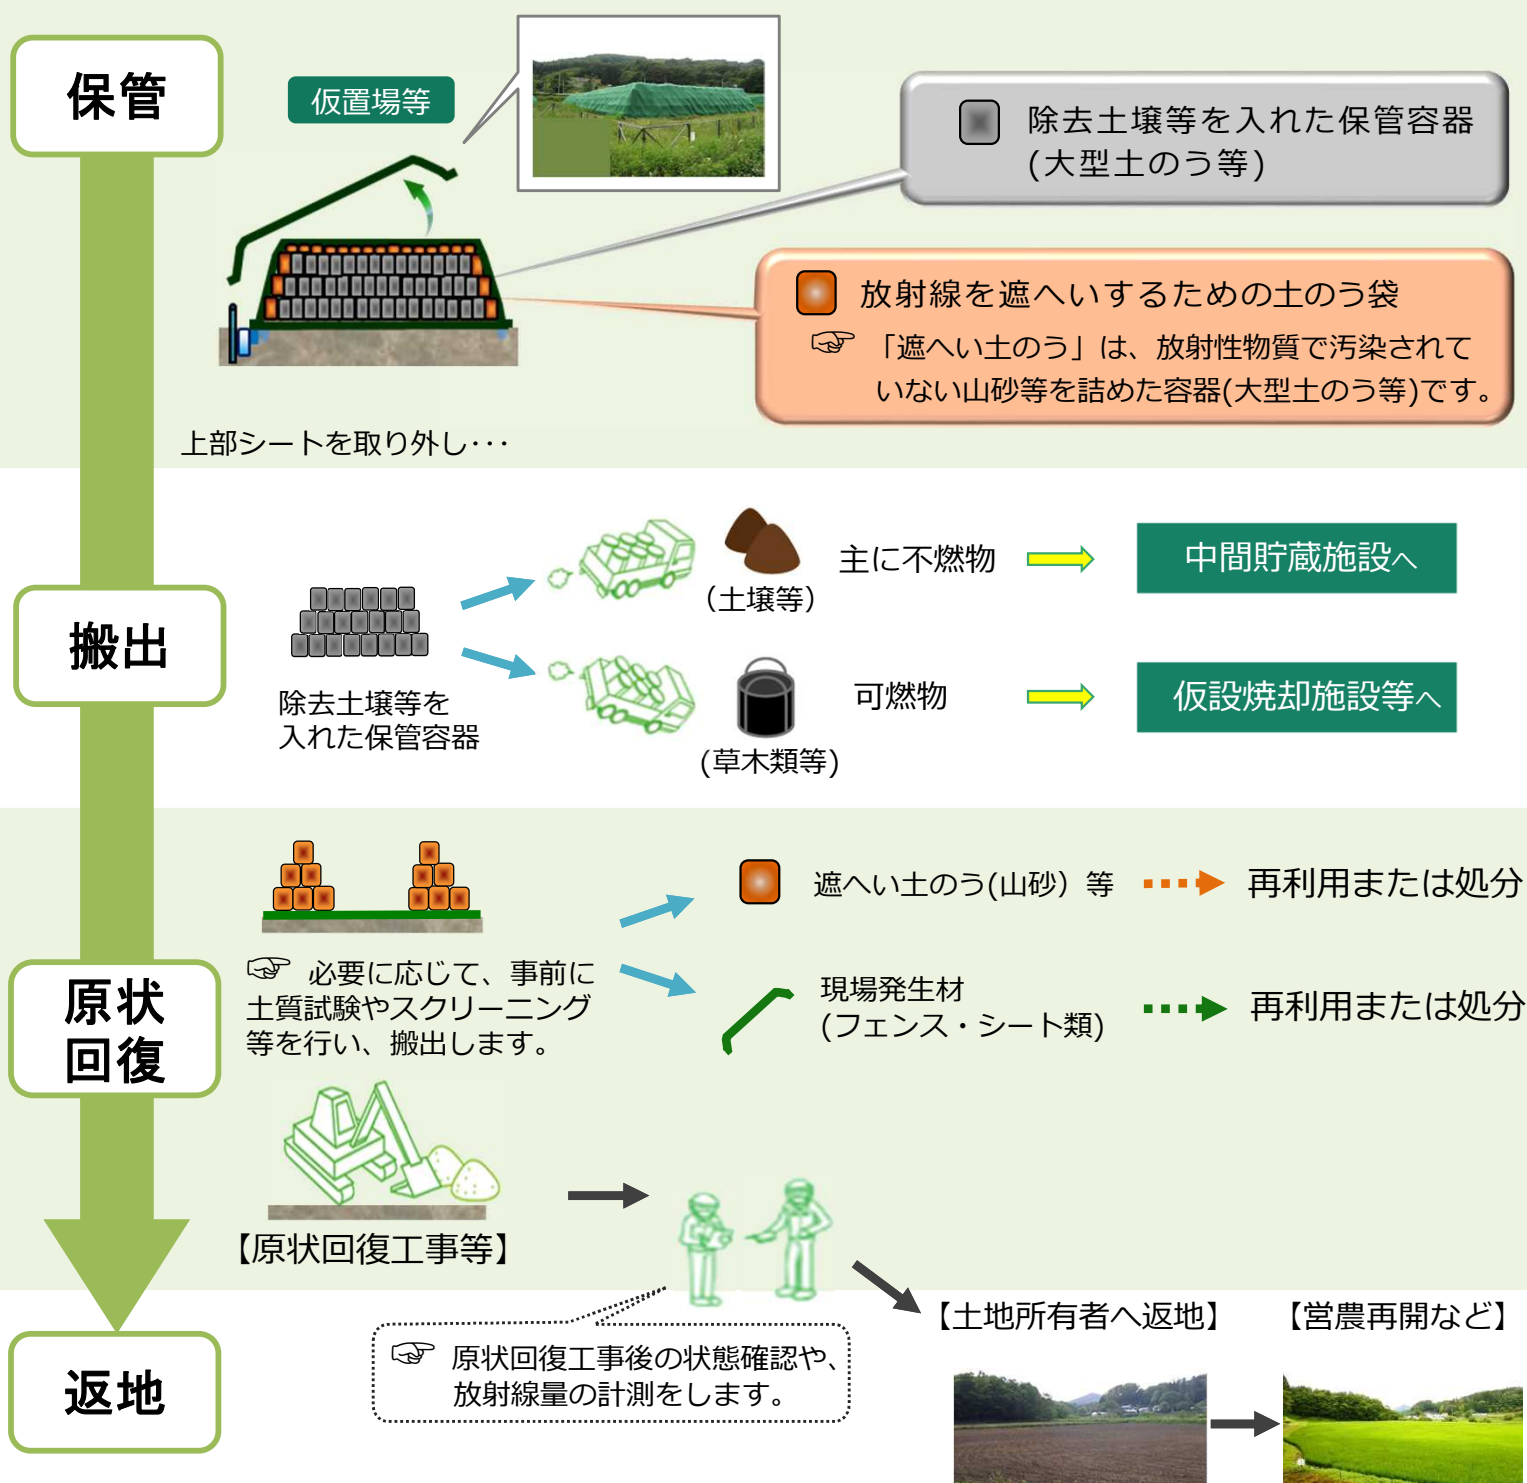 保管
仮置場等
除去土壌等を入れた保管容器
(大型土のう等)
放射線を遮へいするための土のう袋
☞ 「遮へい土のう」は、放射性物質で汚染されて
いない山砂等を詰めた容器(大型土のう等)です。
上部シートを取り外し･･･
搬出
除去土壌等を
入れた保管容器
(土壌等)
主に不燃物
中間貯蔵施設へ
(草木類等)
可燃物
仮設焼却施設等へ
原状
回復
☞ 必要に応じて、事前に
土質試験やスクリーニング
等を行い、搬出します。
遮へい土のう(山砂）等
再利用または処分
現場発生材
(フェンス・シート類)
再利用または処分
【原状回復工事等】
☞ 原状回復工事後の状態確認や、
放射線量の計測をします。
返地
【土地所有者へ返地】
【営農再開など】